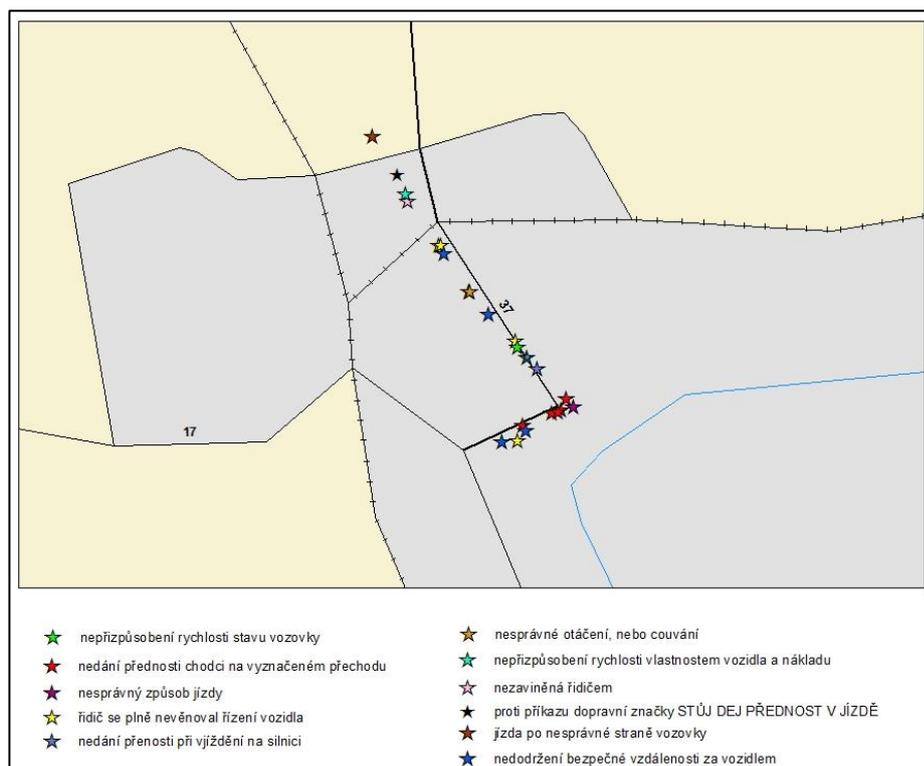 37
17
nepřizpůsobení rychlosti stavu vozovky
nedání přednosti chodci na vyznačeném přechodu
nesprávný způsob jízdy
řidič se plně nevěnoval řízení vozidla
nedání přenosti při vjíždění na silnici
nesprávné otáčení, nebo couvání
nepřizpůsobení rychlosti vlastnostem vozidla a nákladu
nezaviněná řidičem
proti příkazu dopravní značky STŮJ DEJ PŘEDNOST V JÍZDĚ
jízda po nesprávné straně vozovky
nedodržení bezpečné vzdálenosti za vozidlem